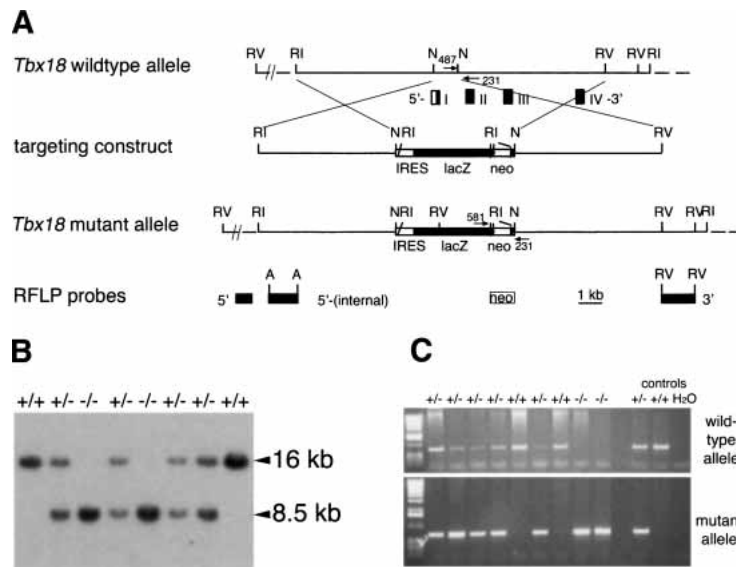 A
RV RI N 487 N RV RV RI
Tbx18 wildtype allele
231
5'- I II III IV -3'
RI N RI RI N RV
targeting construct
IRES lacZ neo
RV RI N RI RV 581 RI N RV RV RI
Tbx18 mutant allele
IRES lacZ neo 231
A A RV RV
RFLP probes 5' 5'-(internal) neo 1 kb 3'
B
+/+ +/- -/- +/- -/- +/- +/- +/+
16 kb
8.5 kb
C
controls
+/- +/- +/- +/- +/+ +/- +/+ -/- -/- +/- +/+ H2O
wild-
type
allele
mutant
allele